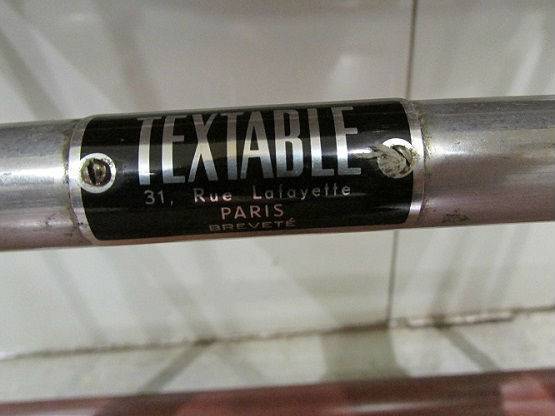 TEXTABLE
31, Rue Lafayette
PARIS
BREVETÉ